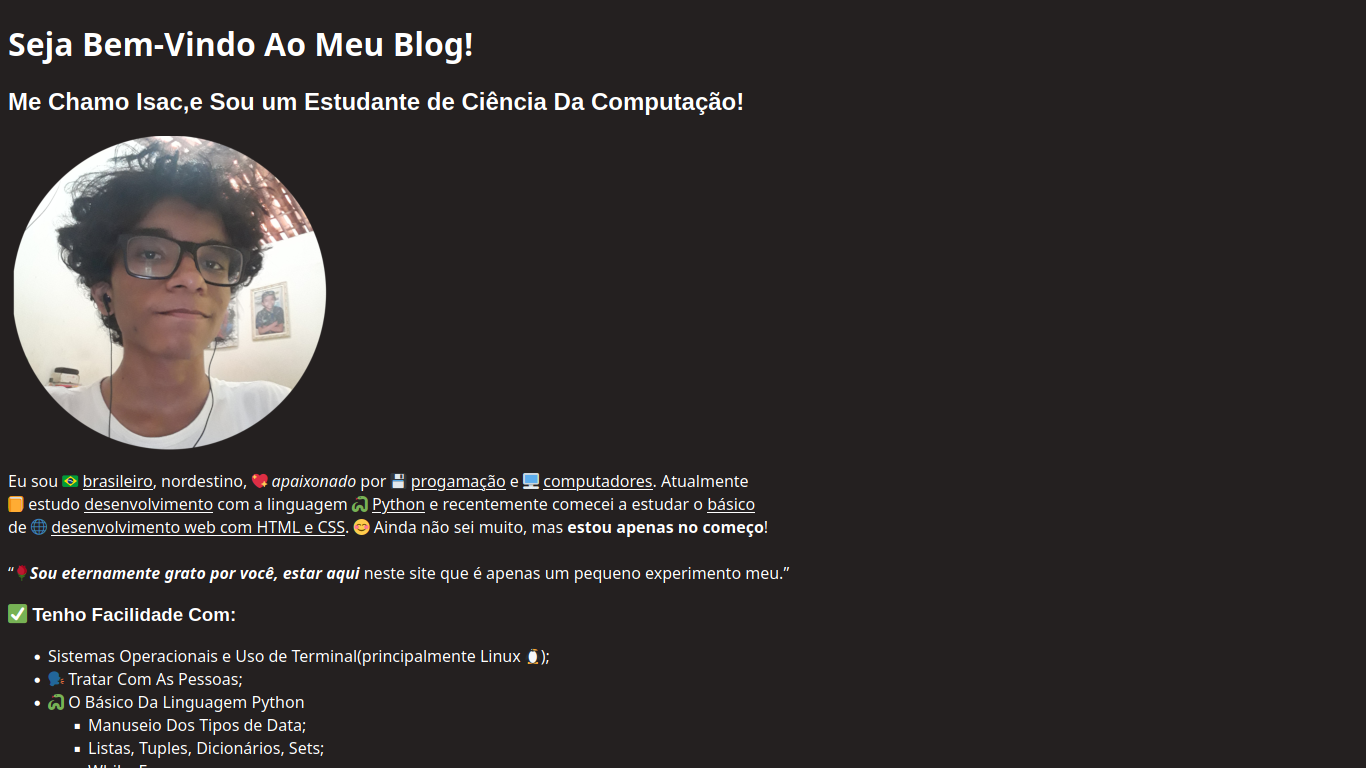 Seja Bem-Vindo Ao Meu Blog!
Me Chamo Isac,e Sou um Estudante de Ciência Da Computação!
Eu sou 🇧🇷 brasileiro, nordestino, 💖 apaixonado por 💾 progamação e 🖥️ computadores. Atualmente
📙 estudo desenvolvimento com a linguagem 🐍 Python e recentemente comecei a estudar o básico
de 🌐 desenvolvimento web com HTML e CSS. 😊 Ainda não sei muito, mas estou apenas no começo!
“🌹Sou eternamente grato por você, estar aqui neste site que é apenas um pequeno experimento meu.”
✅ Tenho Facilidade Com:
• Sistemas Operacionais e Uso de Terminal(principalmente Linux 🐧);
• 🗣️ Tratar Com As Pessoas;
• 🐍 O Básico Da Linguagem Python
▪ Manuseio Dos Tipos de Data;
▪ Listas, Tuples, Dicionários, Sets;